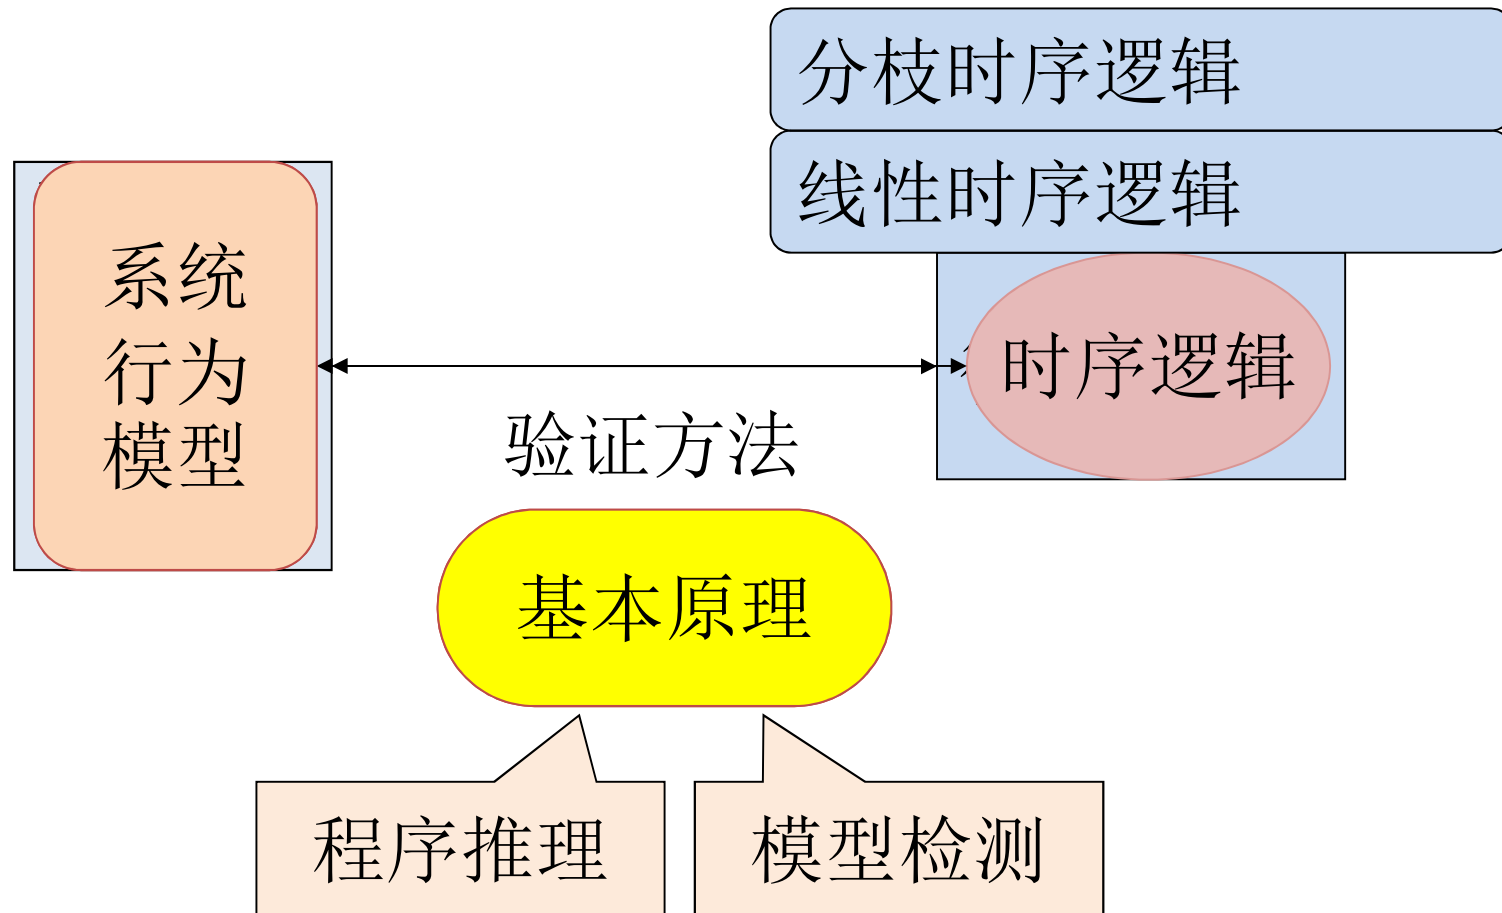 分枝时序逻辑
线性时序逻辑
系统
行为
模型
时序逻辑
验证方法
基本原理
程序推理
模型检测